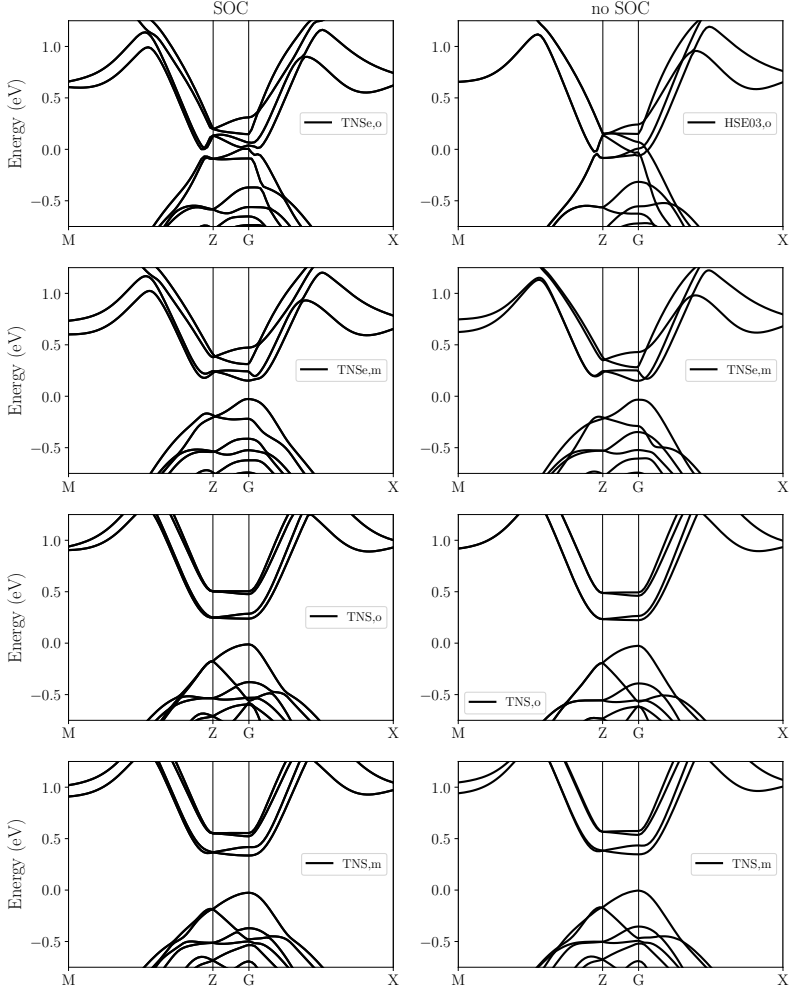 SOC
no SOC
Energy (eV)
1.0
0.5
0.0
−0.5
TNSe,o
M
Z
G
X
HSE03,o
M
Z
G
X
Energy (eV)
1.0
0.5
0.0
−0.5
TNSe,m
M
Z
G
X
TNSe,m
M
Z
G
X
Energy (eV)
1.0
0.5
0.0
−0.5
TNS,o
M
Z
G
X
TNS,o
M
Z
G
X
Energy (eV)
1.0
0.5
0.0
−0.5
TNS,m
M
Z
G
X
TNS,m
M
Z
G
X